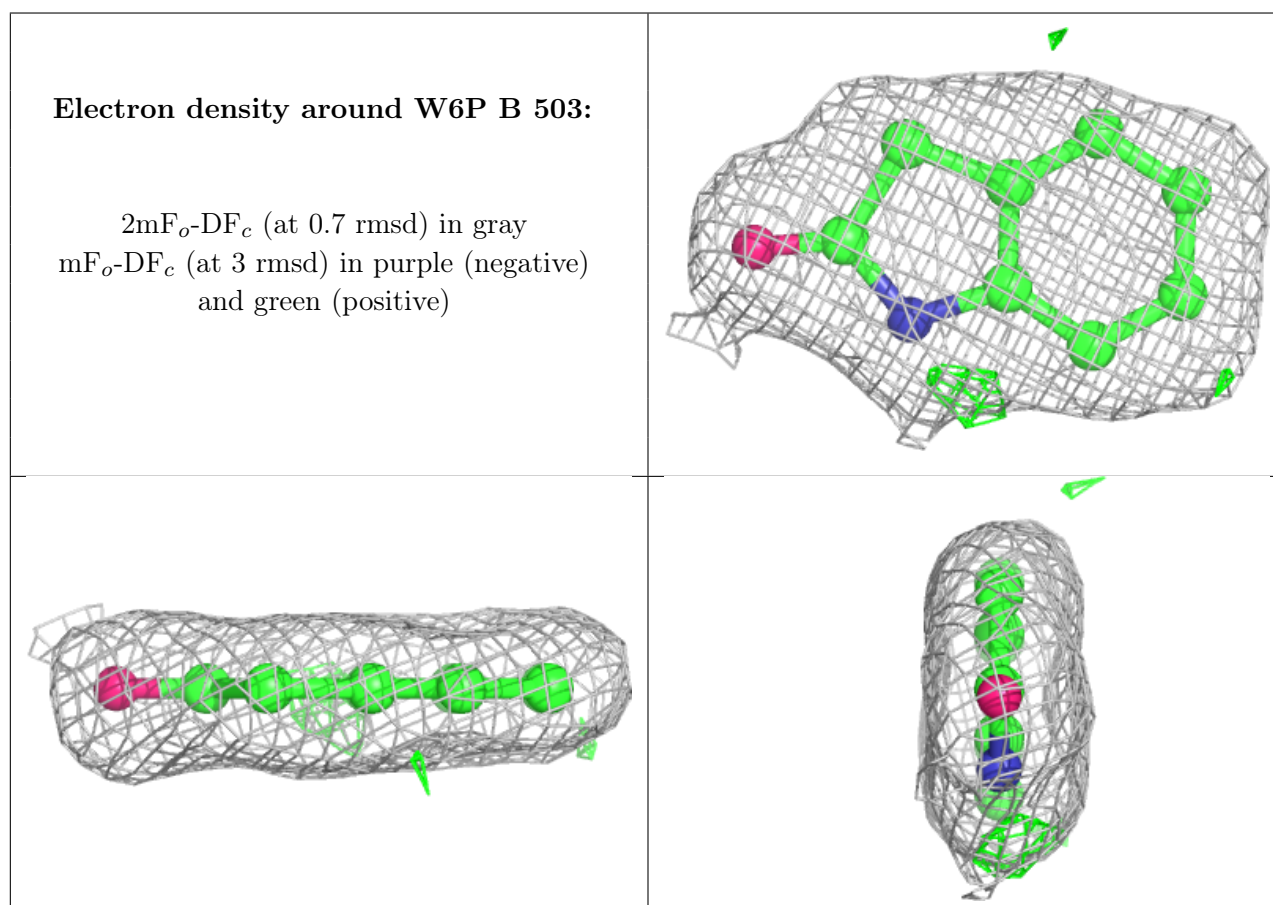 Electron density around W6P B 503:
2mFo-DFc (at 0.7 rmsd) in gray
mFo-DFc (at 3 rmsd) in purple (negative)
and green (positive)